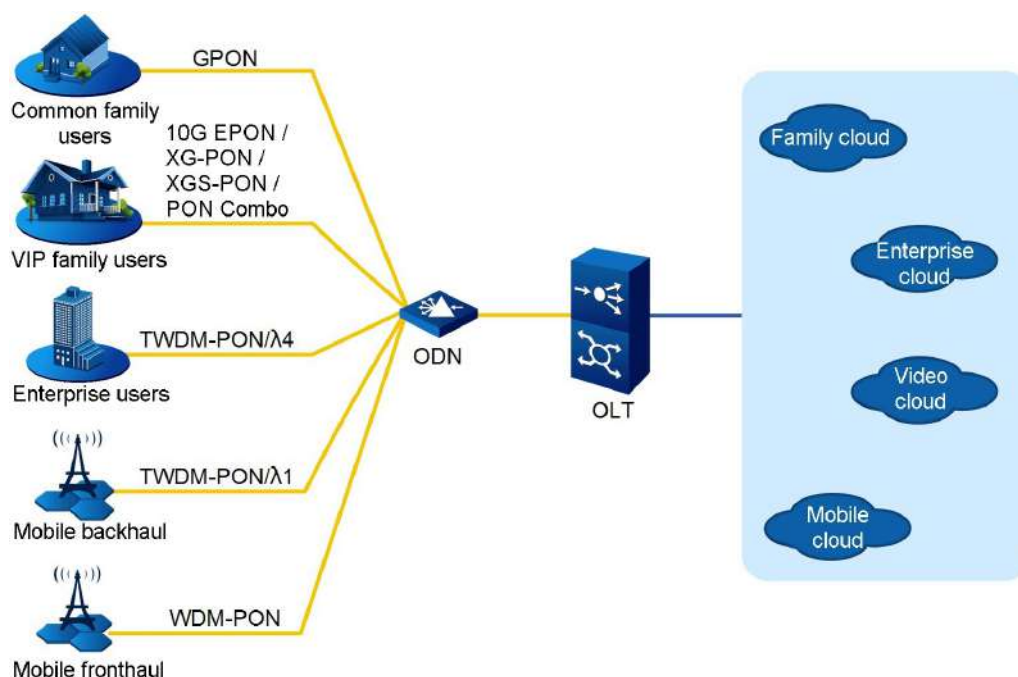 GPON
Common family
users
10G EPON /
XG-PON /
XGS-PON /
PON Combo
VIP family users
TWDM-PON/λ4
Enterprise users
TWDM-PON/λ1
Mobile backhaul
WDM-PON
Mobile fronthaul
ODN
OLT
Family cloud
Enterprise
cloud
Video
cloud
Mobile
cloud